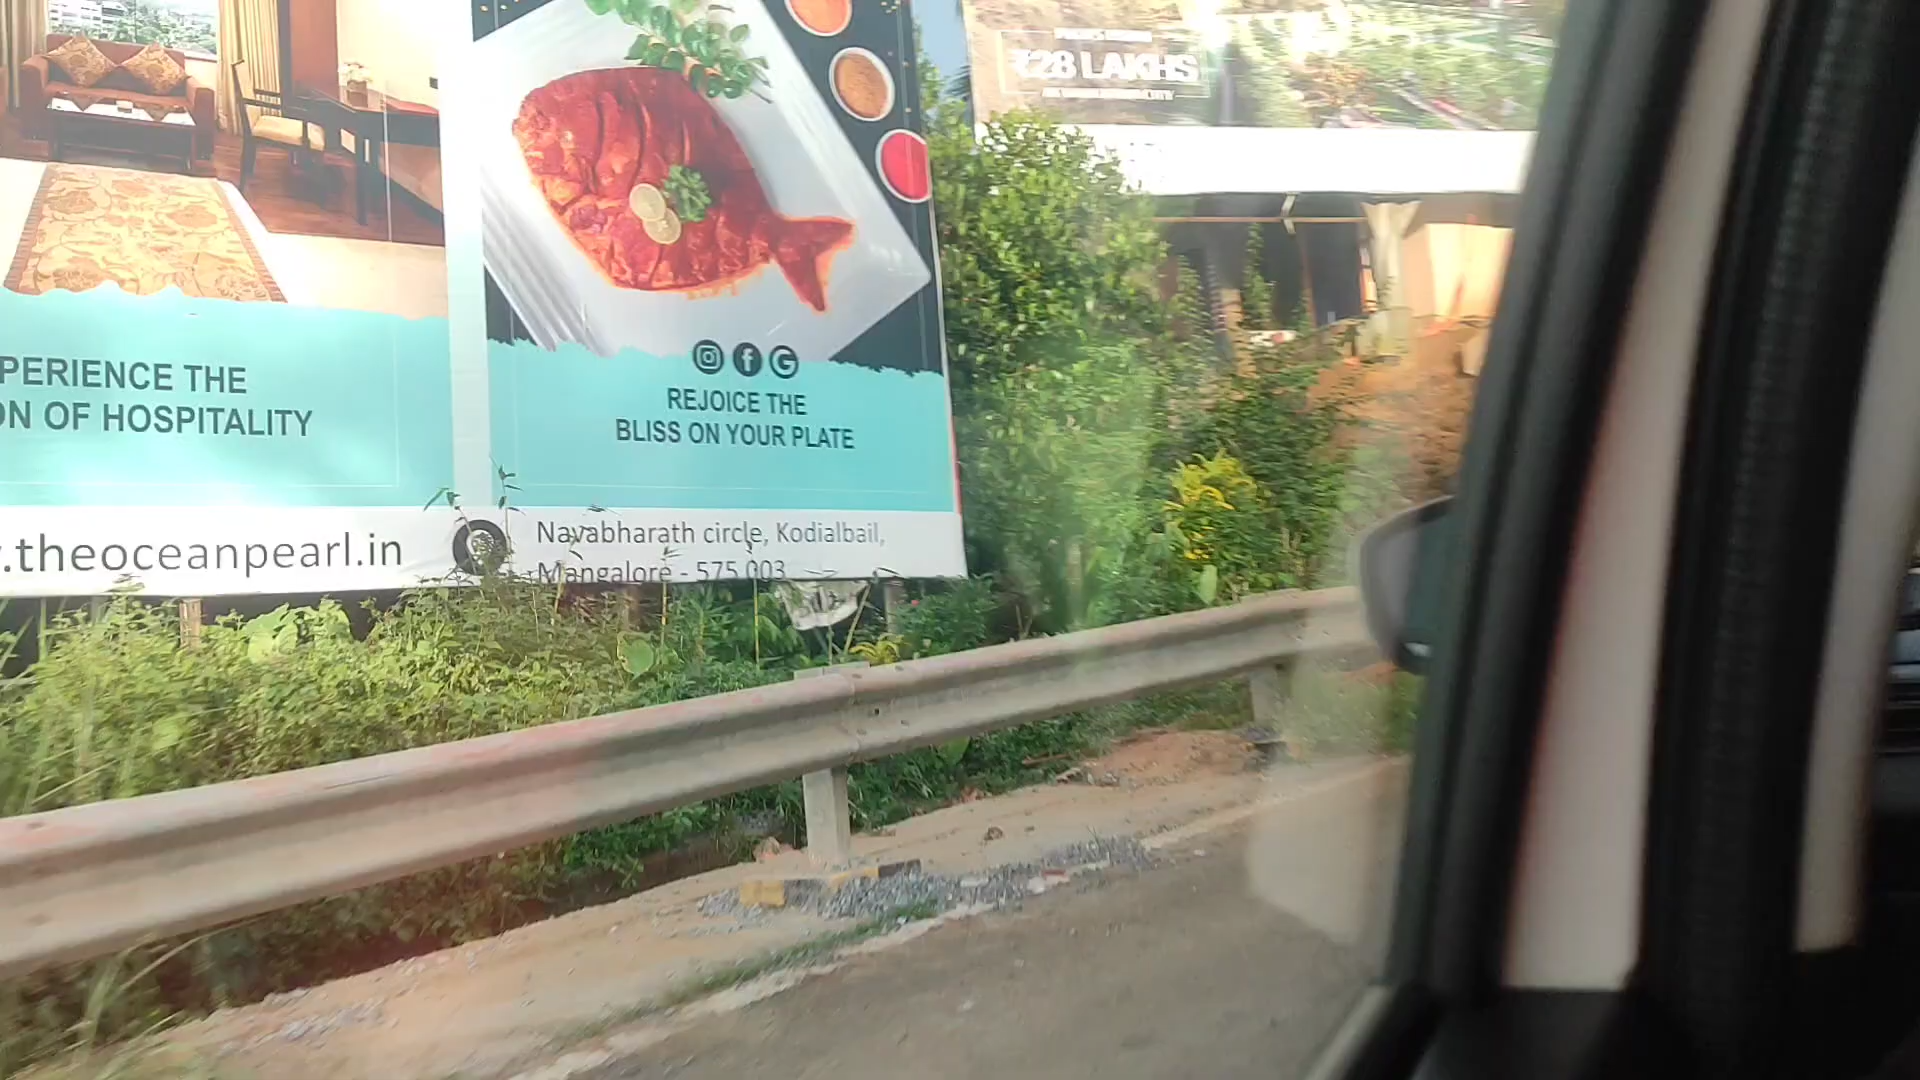 ₹28 LAKHS
PERIENCE THE
ON OF HOSPITALITY
REJOICE THE
BLISS ON YOUR PLATE
.theoceanpearl.in
Navabharath circle, Kodialbail,
Mangalore - 575 003